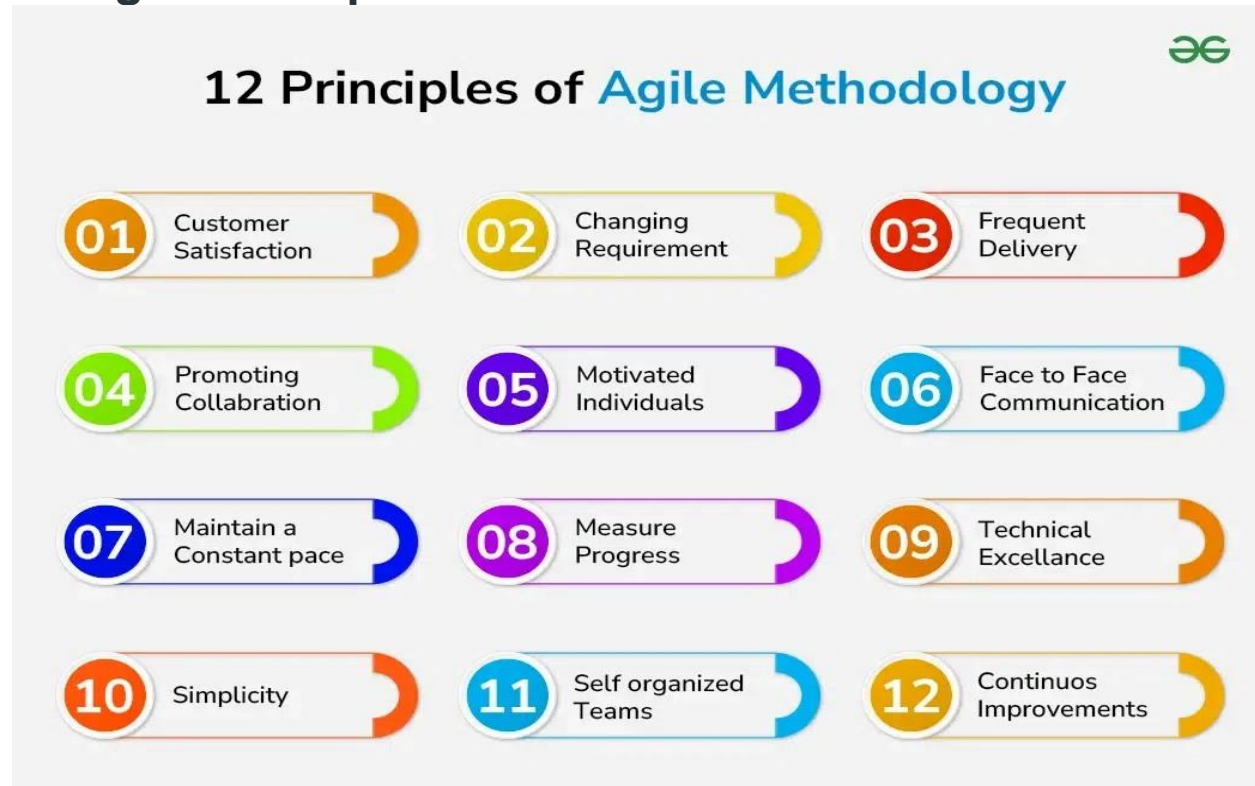 12 Principles of Agile Methodology
01
Customer
Satisfaction
02
Changing
Requirement
03
Frequent
Delivery
04
Promoting
Collabration
05
Motivated
Individuals
06
Face to Face
Communication
07
Maintain a
Constant pace
08
Measure
Progress
09
Technical
Excellance
10
Simplicity
11
Self organized
Teams
12
Continuos
Improvements